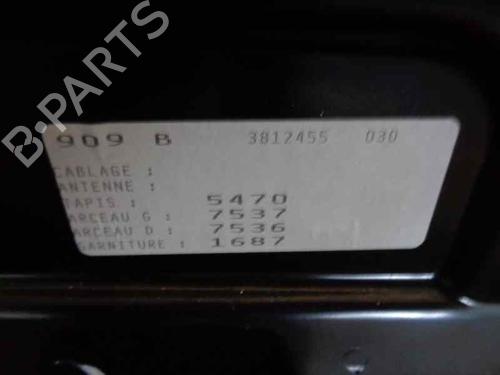 909 B 3812455 030
CABLAGE :
ANTENNE :
TAPIS : 5470
ARCEAU G : 7537
ARCEAU D : 7536
GARNITURE : 1687
B-PARTS